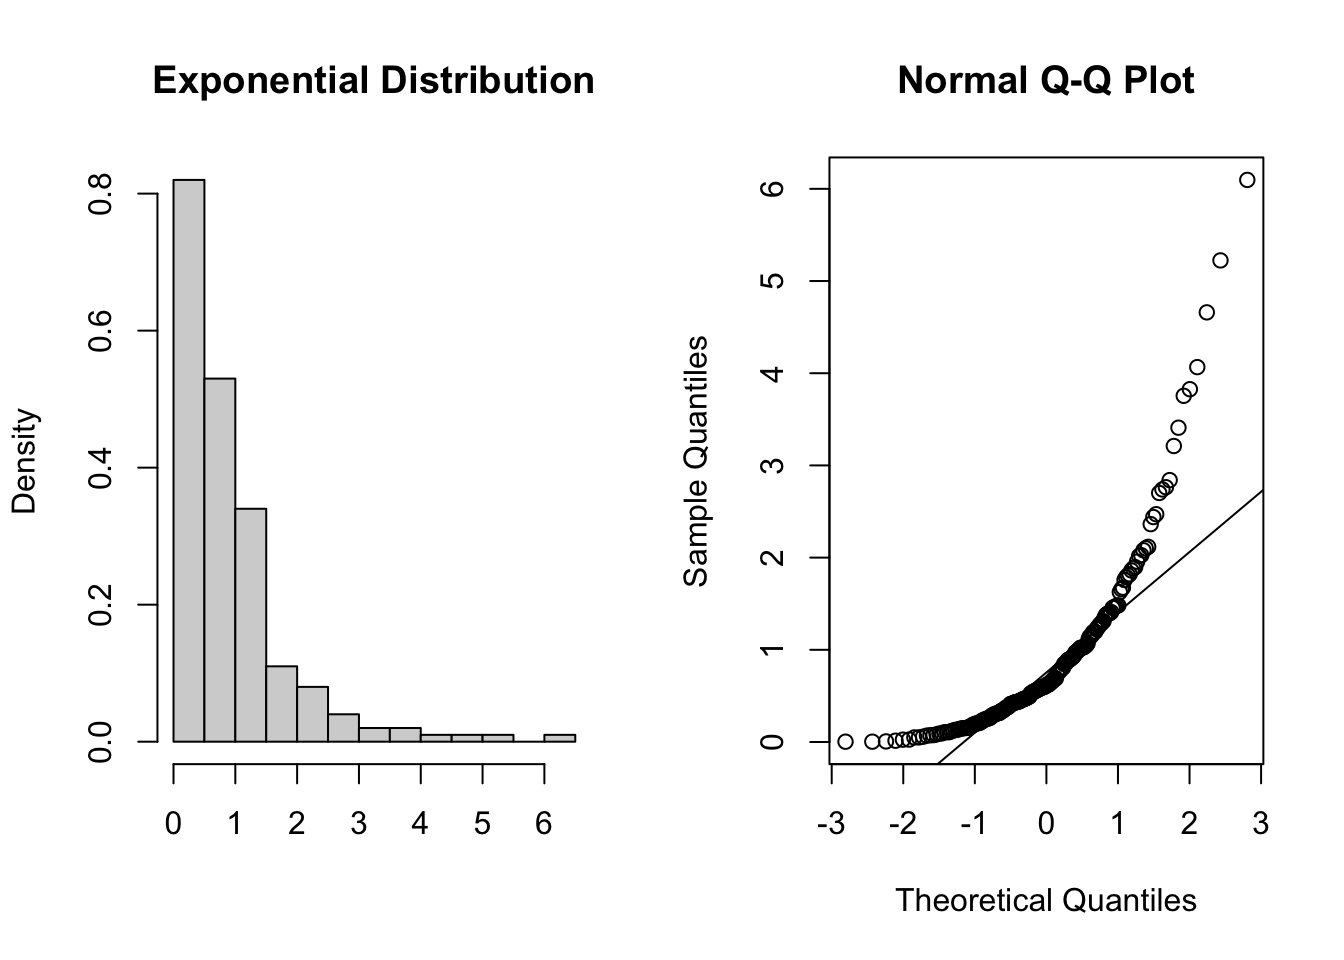 Exponential Distribution
Density
0.0 0.2 0.4 0.6 0.8
0 1 2 3 4 5 6
Normal Q-Q Plot
Sample Quantiles
0 1 2 3 4 5 6
-3 -2 -1 0 1 2 3
Theoretical Quantiles